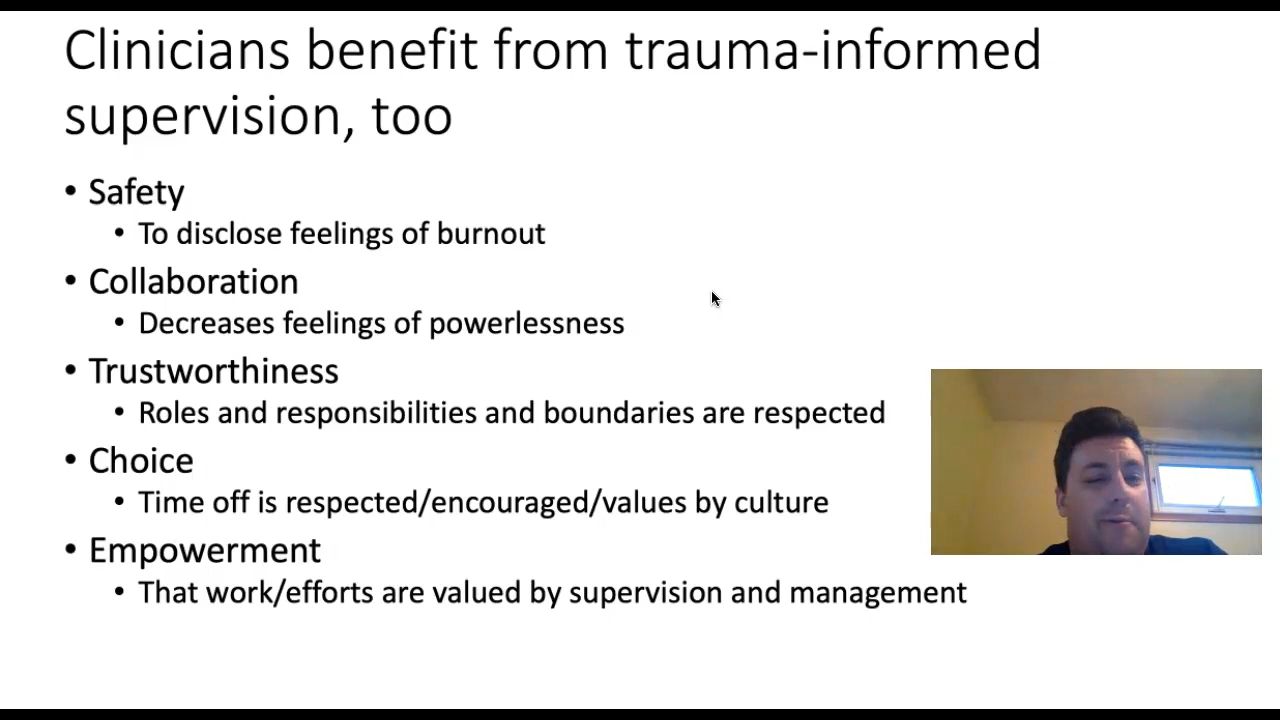 Clinicians benefit from trauma-informed
supervision, too
• Safety
• To disclose feelings of burnout
• Collaboration
• Decreases feelings of powerlessness
• Trustworthiness
• Roles and responsibilities and boundaries are respected
• Choice
• Time off is respected/encouraged/values by culture
• Empowerment
• That work/efforts are valued by supervision and management